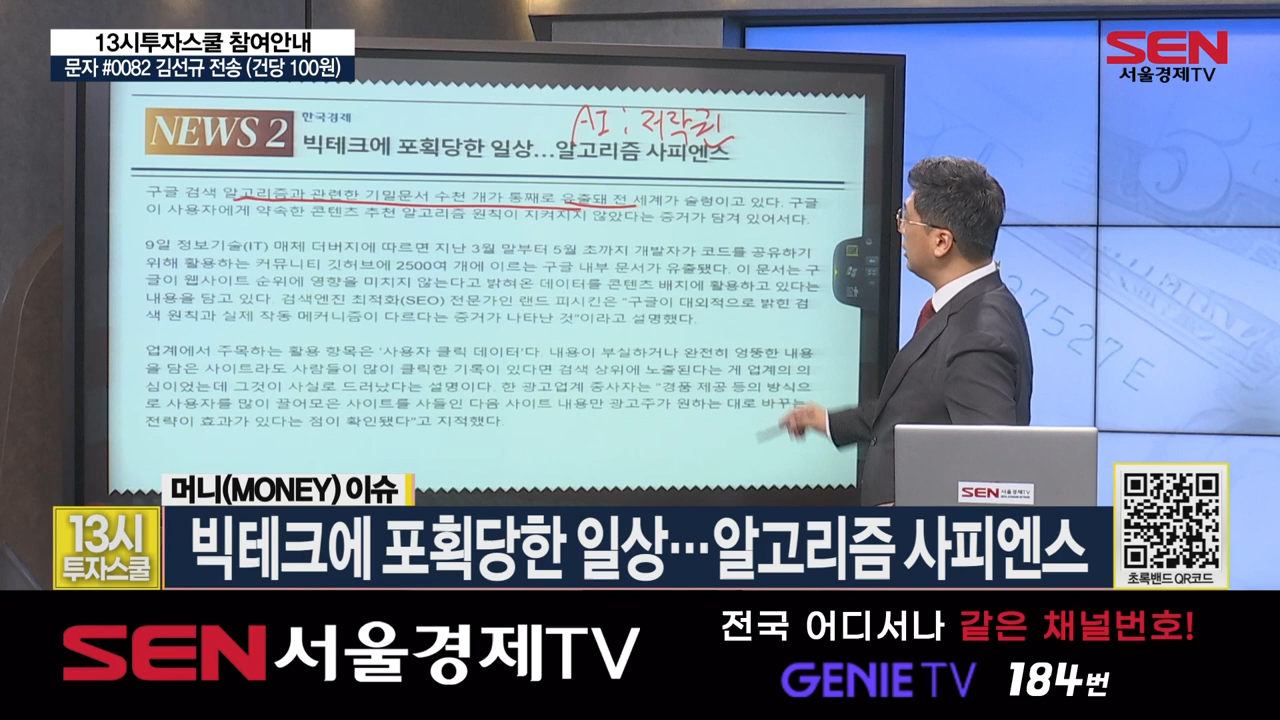 13시투자스쿨 참여안내
문자 #0082 김선규 전송 (건당 100원)
SEN
서울경제TV
NEWS 2
한국경제
AI : 저작권
빅테크에 포획당한 일상...알고리즘 사피엔스
구글 검색 알고리즘과 관련한 기밀문서 수천 개가 통째로 유출돼 전 세계가 술렁이고 있다. 구글
이 사용자에게 약속한 콘텐츠 추천 알고리즘 원칙이 지켜지지 않았다는 증거가 담겨 있어서다.
9일 정보기술(IT) 매체 더버지에 따르면 지난 3월 말부터 5월 초까지 개발자가 코드를 공유하기
위해 활용하는 커뮤니티 깃허브에 2500여 개에 이르는 구글 내부 문서가 유출됐다. 이 문서는 구
글이 웹사이트 순위에 영향을 미치지 않는다고 밝혀온 데이터를 콘텐츠 배치에 활용하고 있다는
내용을 담고 있다. 검색엔진 최적화(SEO) 전문가인 랜드 피시킨은 “구글이 대외적으로 밝힌 검
색 원칙과 실제 작동 메커니즘이 다르다는 증거가 나타난 것”이라고 설명했다.
업계에서 주목하는 활용 항목은 ‘사용자 클릭 데이터’다. 내용이 부실하거나 완전히 엉뚱한 내용
을 담은 사이트라도 사람들이 많이 클릭한 기록이 있다면 검색 상위에 노출된다는 게 업계의 의
심이었는데 그것이 사실로 드러났다는 설명이다. 한 광고업계 종사자는 “경품 제공 등의 방식으
로 사용자를 많이 끌어모은 사이트를 사들인 다음 사이트 내용만 광고주가 원하는 대로 바꾸는
전략이 효과가 있다는 점이 확인됐다”고 지적했다.
27527E
SEN 서울경제TV
머니(MONEY) 이슈
13시
투자스쿨
빅테크에 포획당한 일상…알고리즘 사피엔스
초록밴드 QR코드
SEN 서울경제TV
전국 어디서나 같은 채널번호!
GENIE TV 184번